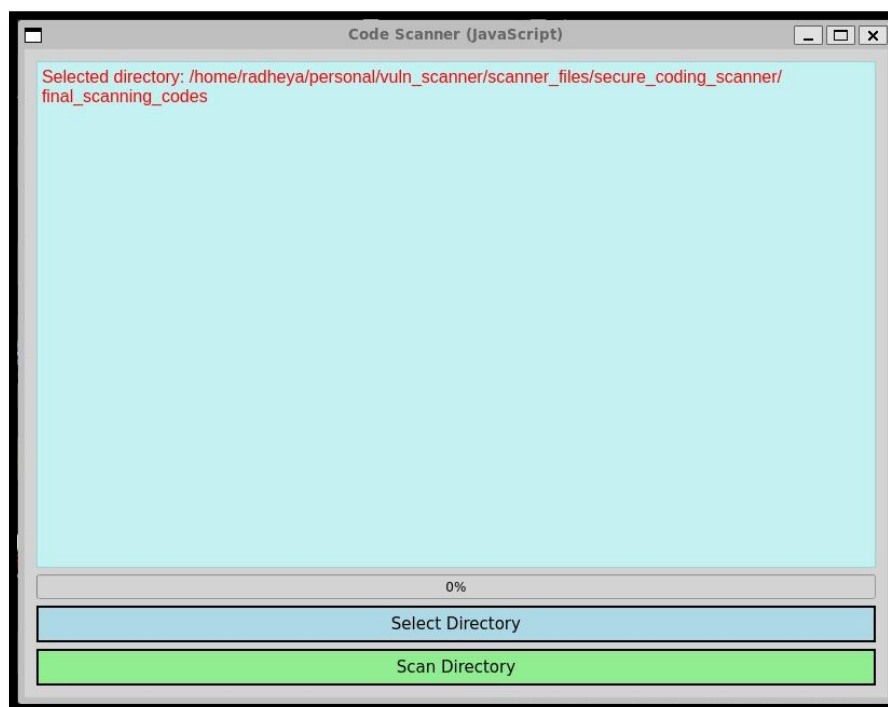 Code Scanner (JavaScript)
Selected directory: /home/radheya/personal/vuln_scanner/scanner_files/secure_coding_scanner/
final_scanning_codes
0%
Select Directory
Scan Directory